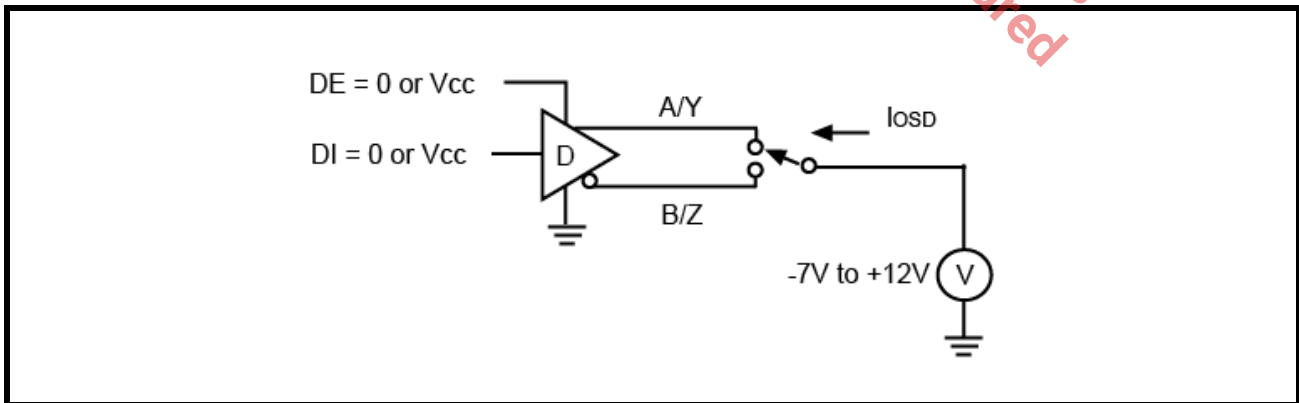 DE = 0 or Vcc
A/Y
IOSD
DI = 0 or Vcc
D
B/Z
-7V to +12V
V